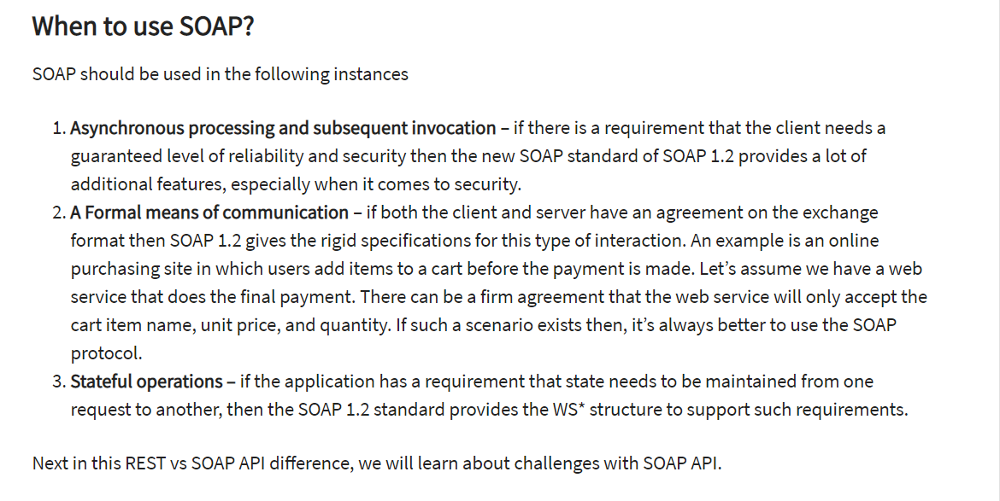 When to use SOAP?
SOAP should be used in the following instances
1. Asynchronous processing and subsequent invocation – if there is a requirement that the client needs a
guaranteed level of reliability and security then the new SOAP standard of SOAP 1.2 provides a lot of
additional features, especially when it comes to security.
2. A Formal means of communication – if both the client and server have an agreement on the exchange
format then SOAP 1.2 gives the rigid specifications for this type of interaction. An example is an online
purchasing site in which users add items to a cart before the payment is made. Let’s assume we have a web
service that does the final payment. There can be a firm agreement that the web service will only accept the
cart item name, unit price, and quantity. If such a scenario exists then, it’s always better to use the SOAP
protocol.
3. Stateful operations – if the application has a requirement that state needs to be maintained from one
request to another, then the SOAP 1.2 standard provides the WS* structure to support such requirements.
Next in this REST vs SOAP API difference, we will learn about challenges with SOAP API.